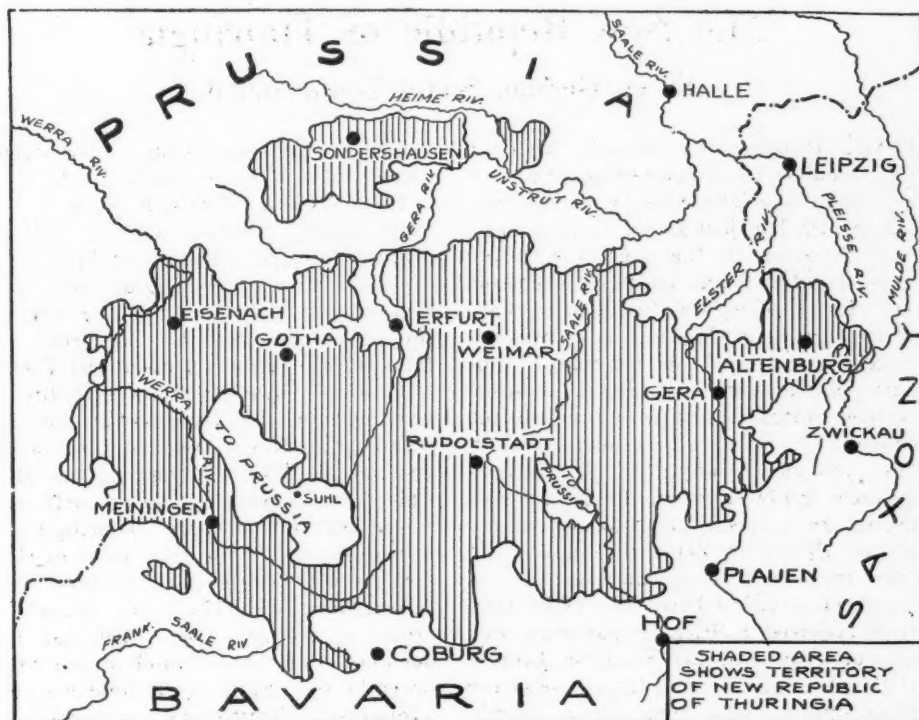 PRUSSIA
SAALE RIV.
HALLE
HEIME RIV.
WERRA RIV.
SONDERSHAUSEN
LEIPZIG
GERA RIV.
UNSTRUT RIV.
ELSTER RIV.
PLEISSE RIV.
MULDE RIV.
SAALE RIV.
EISENACH
ERFURT
GOTHA
WEIMAR
ALTENBURG
WERRA RIV.
GERA
TO PRUSSIA
RUDOLSTADT
ZWICKAU
TO PRUSSIA
SUHL
MEININGEN
PLAUEN
SAXONY
HOF
FRANK. SAALE RIV.
COBURG
BAVARIA
SHADED AREA
SHOWS TERRITORY
OF NEW REPUBLIC
OF THURINGIA